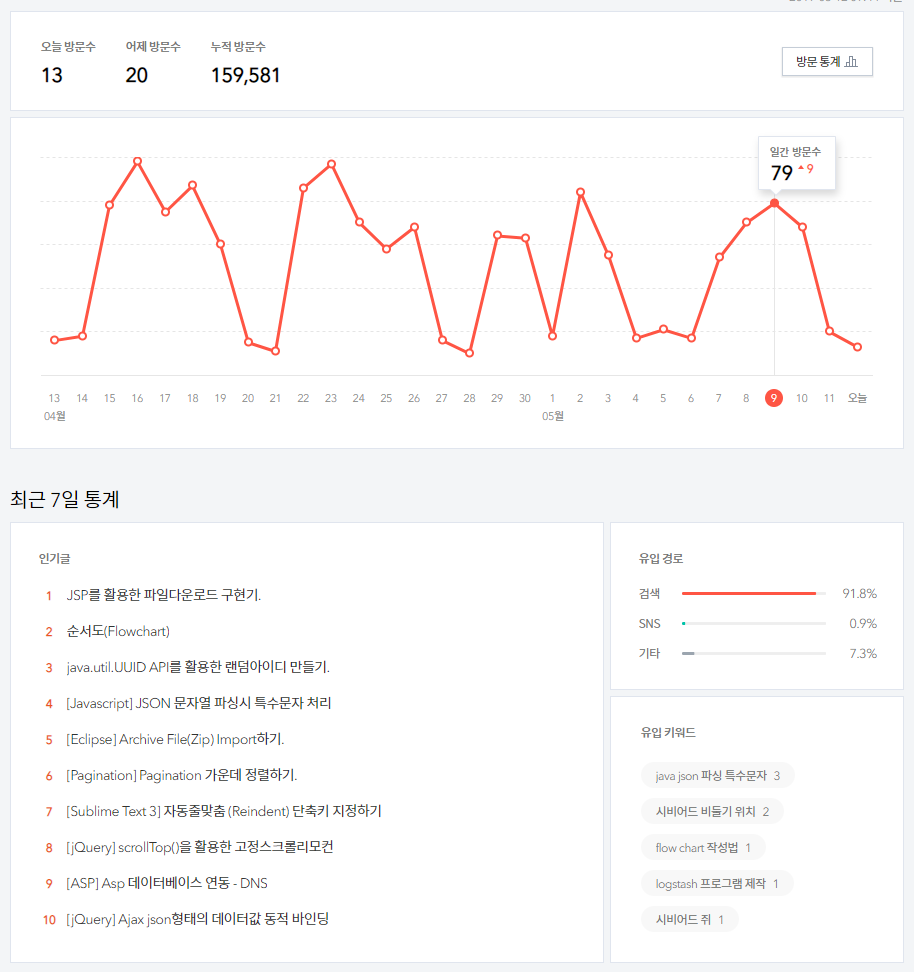 오늘 방문수 어제 방문수 누적 방문수
13 20 159,581
방문 통계
일간 방문수
79 9
13 14 15 16 17 18 19 20 21 22 23 24 25 26 27 28 29 30 1 2 3 4 5 6 7 8 9 10 11 오늘
04월 05월
최근 7일 통계
인기글
1 JSP를 활용한 파일다운로드 구현기.
2 순서도(Flowchart)
3 java.util.UUID API를 활용한 랜덤아이디 만들기.
4 [Javascript] JSON 문자열 파싱시 특수문자 처리
5 [Eclipse] Archive File(Zip) Import하기.
6 [Pagination] Pagination 가운데 정렬하기.
7 [Sublime Text 3] 자동줄맞춤 (Reindent) 단축키 지정하기
8 [jQuery] scrollTop()을 활용한 고정스크롤리모컨
9 [ASP] Asp 데이터베이스 연동 - DNS
10 [jQuery] Ajax json형태의 데이터값 동적 바인딩
유입 경로
검색 91.8%
SNS 0.9%
기타 7.3%
유입 키워드
java json 파싱 특수문자 3
시비어드 비들기 위치 2
flow chart 작성법 1
logstash 프로그램 제작 1
시비어드 쥐 1